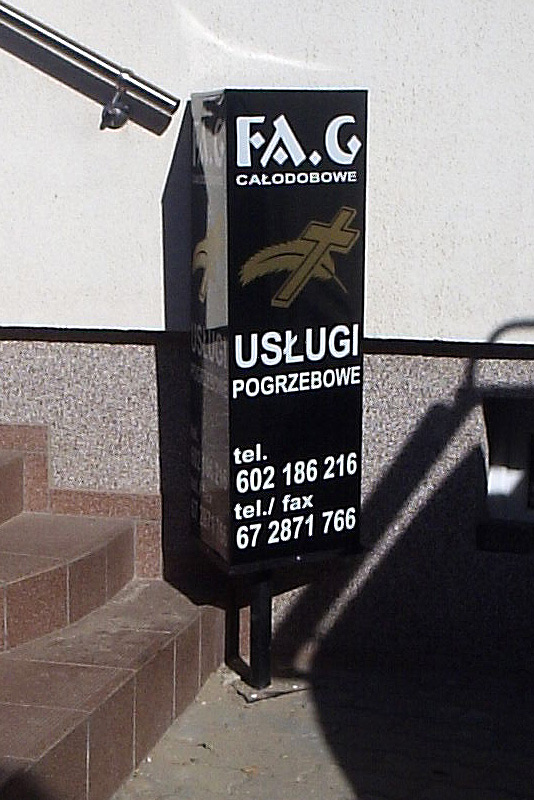 FA.G
CAŁODOBOWE
USŁUGI
POGRZEBOWE
tel.
602 186 216
tel./ fax
67 2871 766